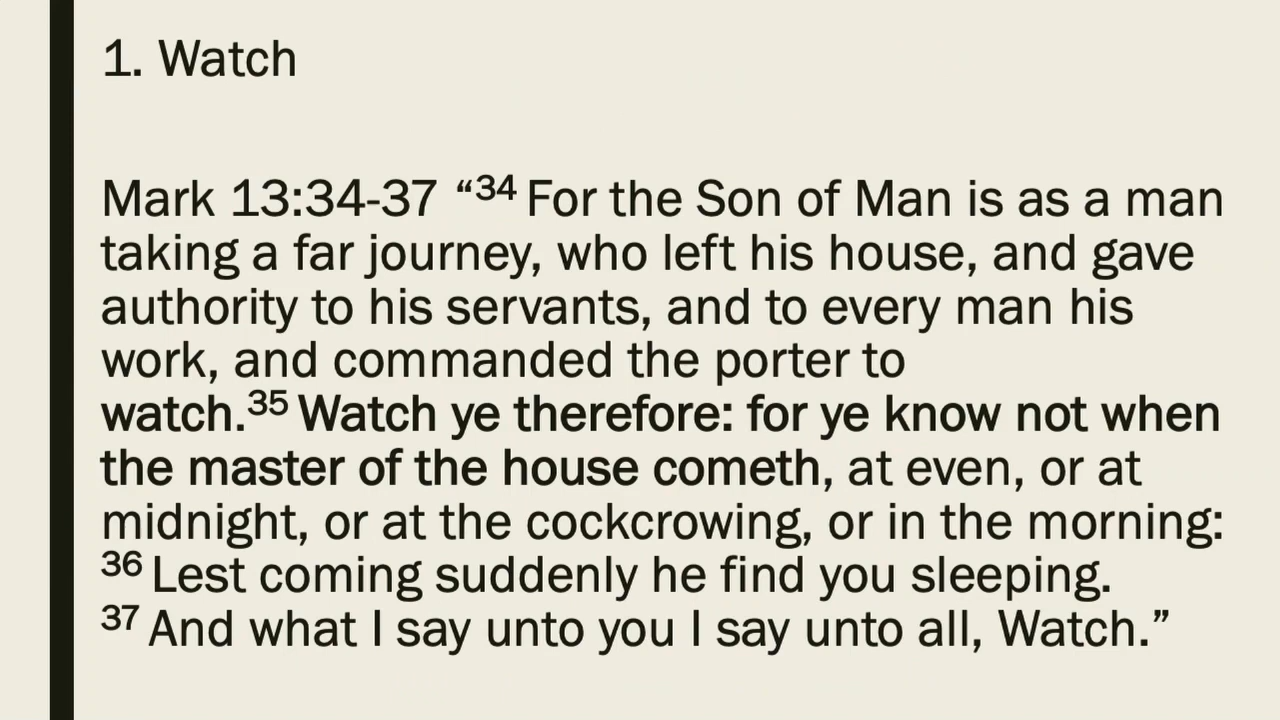 1. Watch
Mark 13:34-37 “34 For the Son of Man is as a man
taking a far journey, who left his house, and gave
authority to his servants, and to every man his
work, and commanded the porter to
watch.35 Watch ye therefore: for ye know not when
the master of the house cometh, at even, or at
midnight, or at the cockcrowing, or in the morning:
36 Lest coming suddenly he find you sleeping.
37 And what I say unto you I say unto all, Watch.”